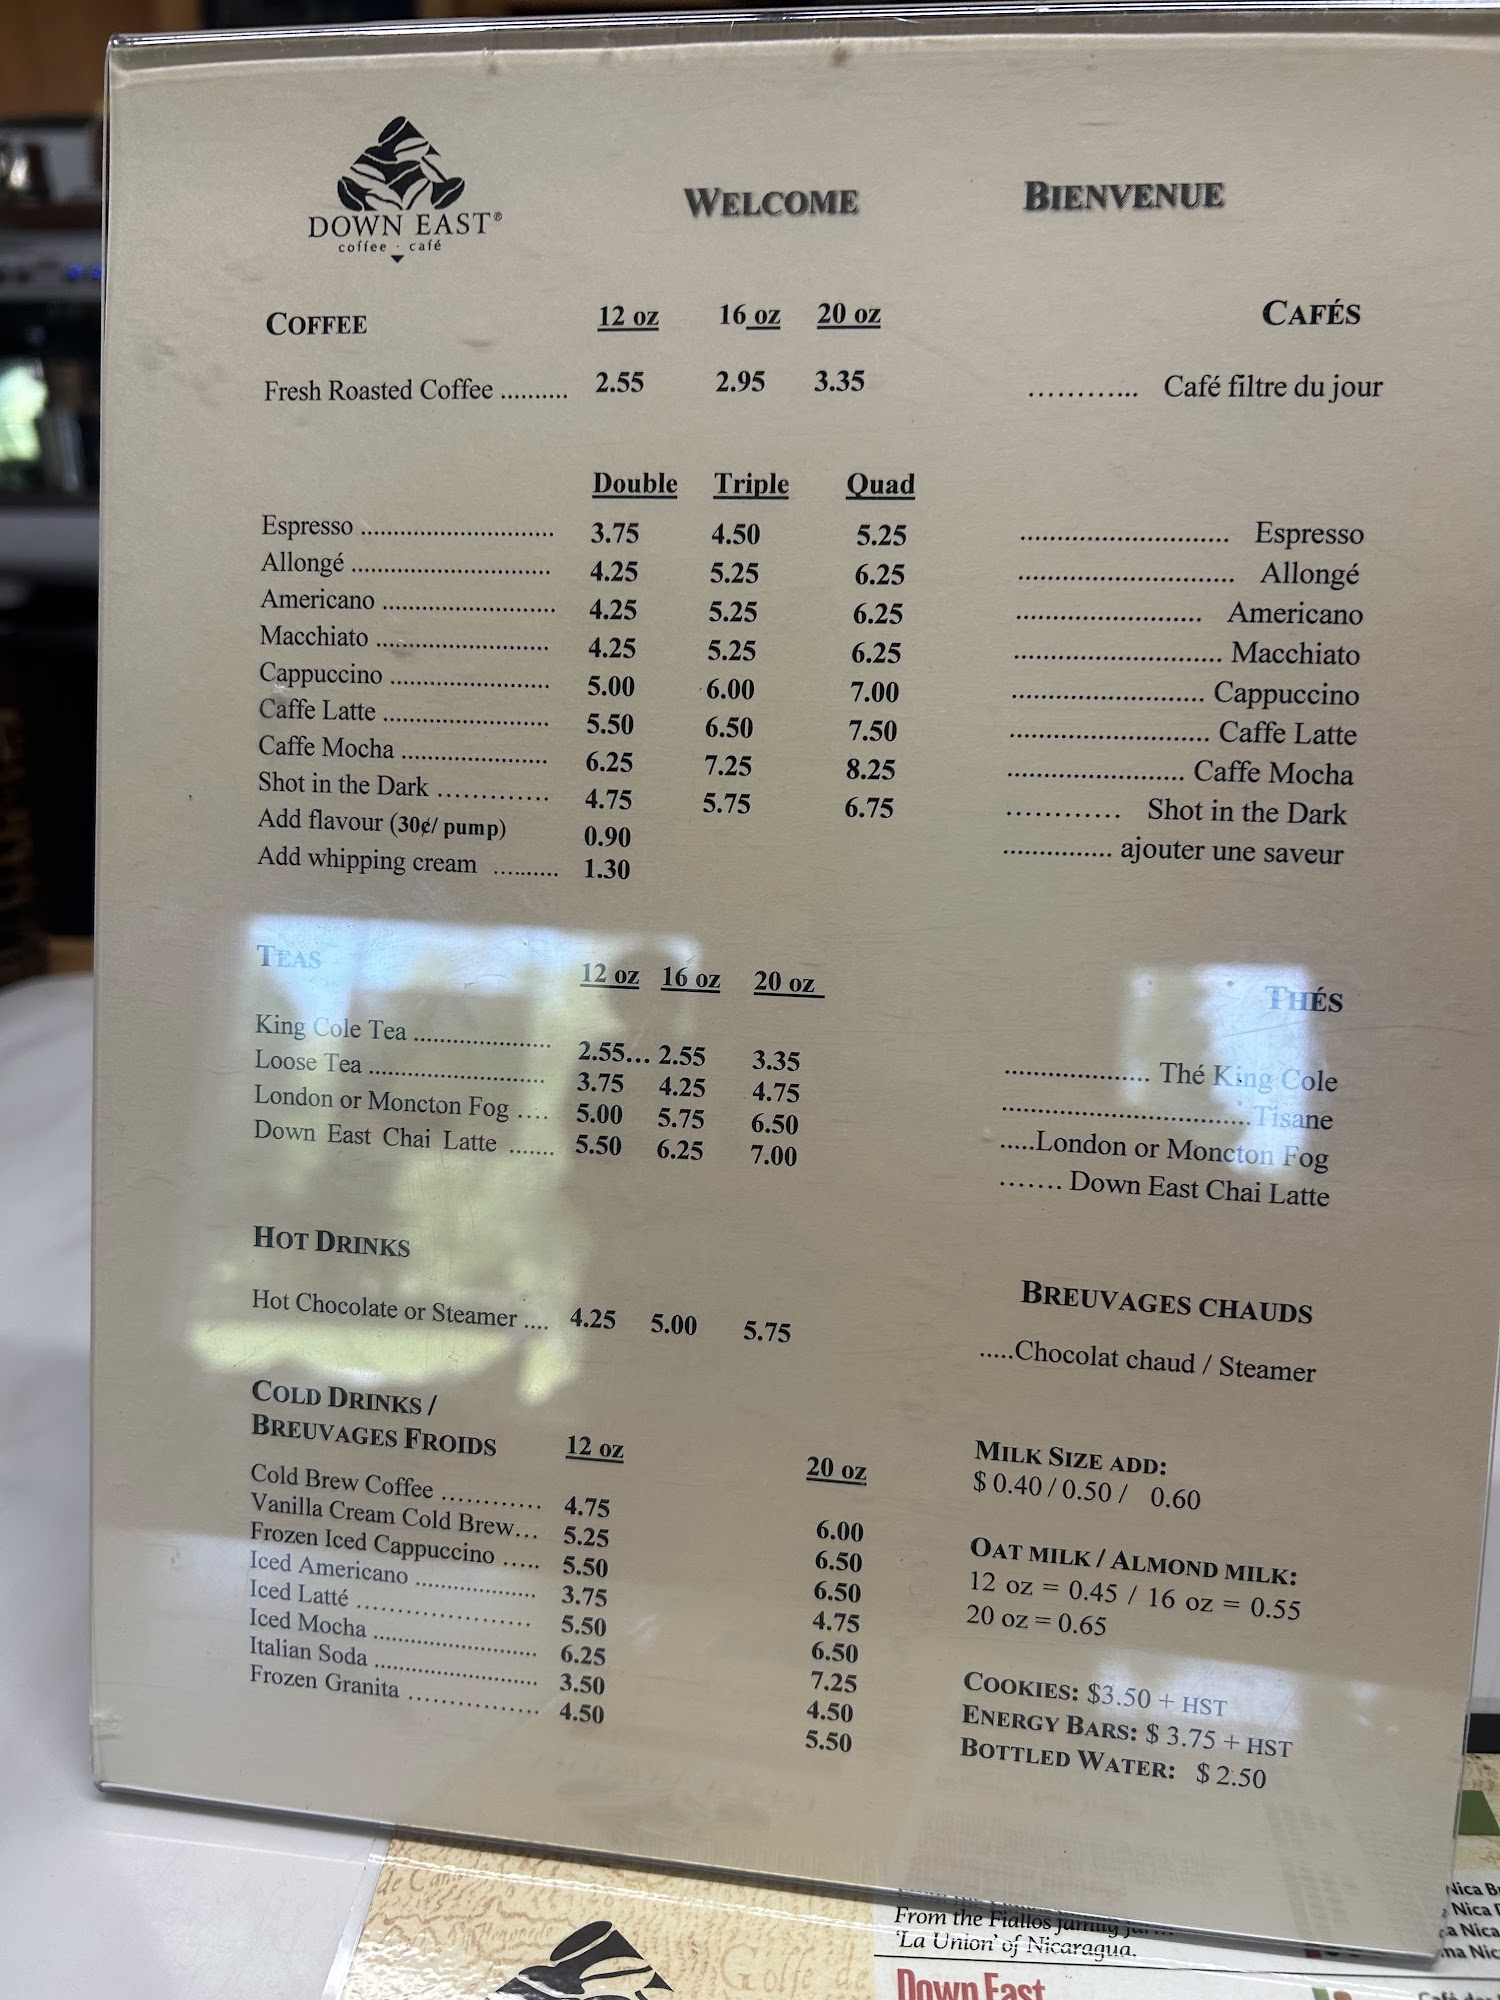 DOWN EAST®
coffee · café
WELCOME BIENVENUE
COFFEE 12 oz 16 oz 20 oz CAFÉS
Fresh Roasted Coffee .......... 2.55 2.95 3.35 ............ Café filtre du jour
Double Triple Quad
Espresso ............................. 3.75 4.50 5.25 ............................. Espresso
Allongé ............................. 4.25 5.25 6.25 ............................. Allongé
Americano ......................... 4.25 5.25 6.25 ......................... Americano
Macchiato ......................... 4.25 5.25 6.25 ............................ Macchiato
Cappuccino ....................... 5.00 6.00 7.00 .......................... Cappuccino
Caffe Latte ........................ 5.50 6.50 7.50 ........................... Caffe Latte
Caffe Mocha ..................... 6.25 7.25 8.25 ........................ Caffe Mocha
Shot in the Dark ............. 4.75 5.75 6.75 ............ Shot in the Dark
Add flavour (30¢/ pump) 0.90 ............... ajouter une saveur
Add whipping cream .......... 1.30
TEAS 12 oz 16 oz 20 oz THÉS
King Cole Tea .................... 2.55... 2.55 3.35 .................... Thé King Cole
Loose Tea ......................... 3.75 4.25 4.75 ................................. Tisane
London or Moncton Fog .... 5.00 5.75 6.50 .....London or Moncton Fog
Down East Chai Latte ....... 5.50 6.25 7.00 ....... Down East Chai Latte
HOT DRINKS BREUVAGES CHAUDS
Hot Chocolate or Steamer .... 4.25 5.00 5.75 .....Chocolat chaud / Steamer
COLD DRINKS /
BREUVAGES FROIDS 12 oz 20 oz
Cold Brew Coffee ............ 4.75 6.00
Vanilla Cream Cold Brew... 5.25 6.50
Frozen Iced Cappuccino ..... 5.50 6.50
Iced Americano .................. 3.75 4.75
Iced Latté ........................ 5.50 6.50
Iced Mocha ........................ 6.25 7.25
Italian Soda ........................ 3.50 4.50
Frozen Granita .................. 4.50 5.50
MILK SIZE ADD:
$ 0.40 / 0.50 / 0.60
OAT MILK / ALMOND MILK:
12 oz = 0.45 / 16 oz = 0.55
20 oz = 0.65
COOKIES: $3.50 + HST
ENERGY BARS: $ 3.75 + HST
BOTTLED WATER: $ 2.50
From the Fiallos family
'La Union' of Nicaragua.
Down East
Golfe de
Nica
Nica
Nica